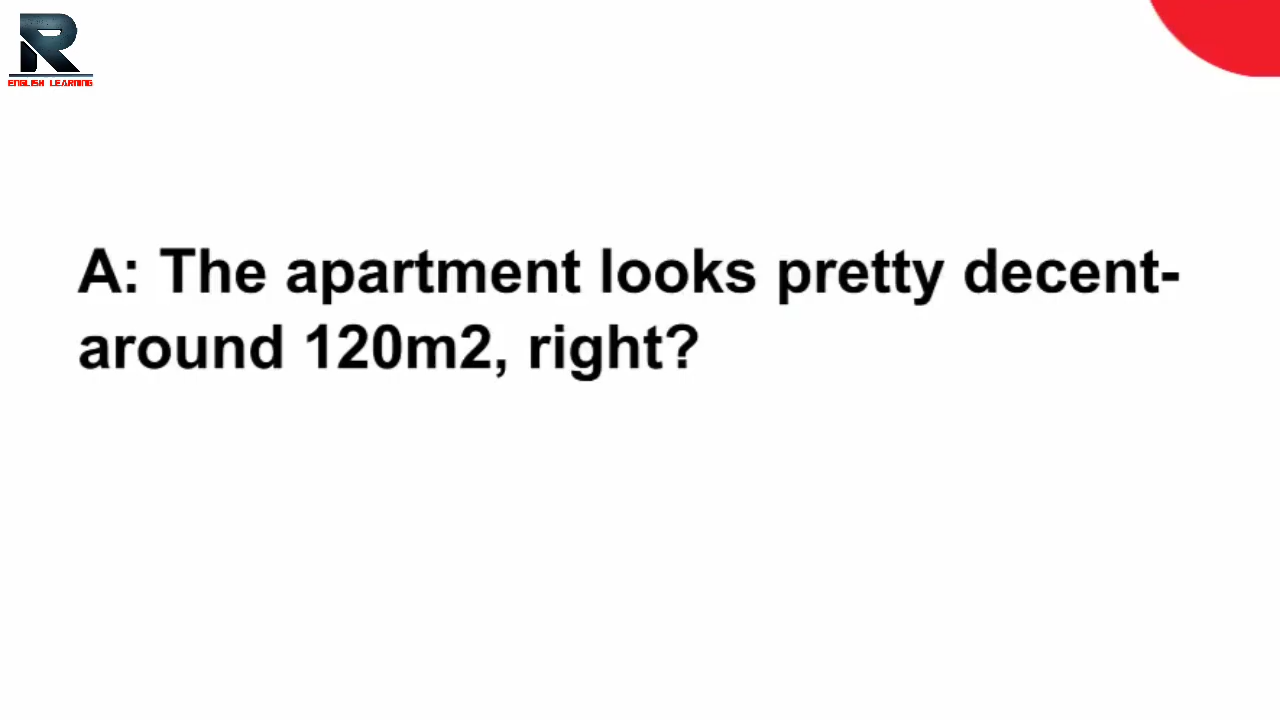 R
ENGLISH LEARNING
A: The apartment looks pretty decent-
around 120m2, right?